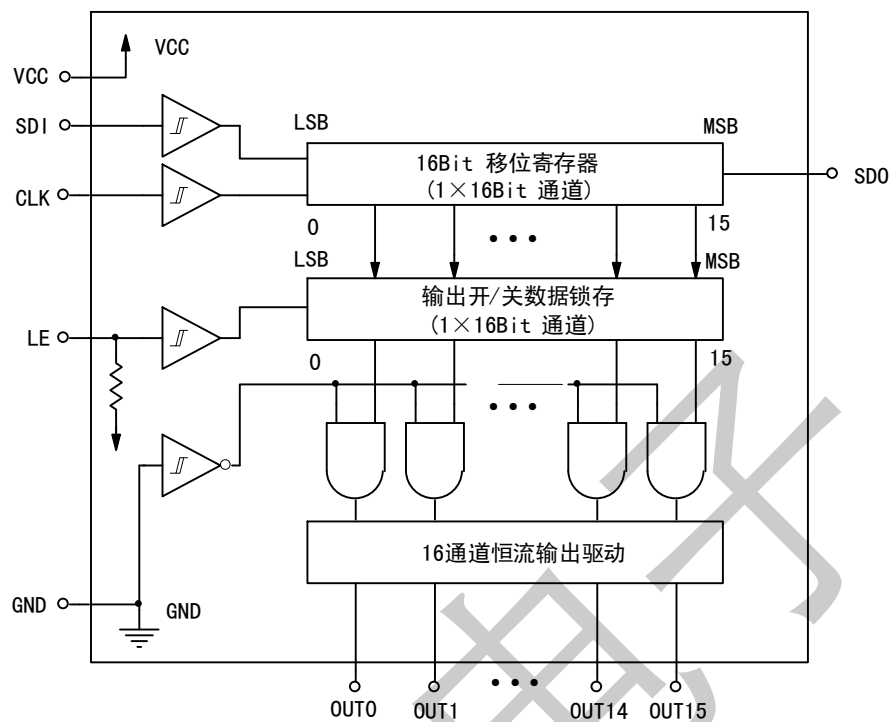 VCC
VCC
SDI
LSB
MSB
16Bit 移位寄存器
(1×16Bit 通道)
SDO
CLK
0
15
LSB
MSB
输出开/关数据锁存
(1×16Bit 通道)
LE
0
15
16通道恒流输出驱动
GND
GND
OUT0
OUT1
OUT14
OUT15
电子